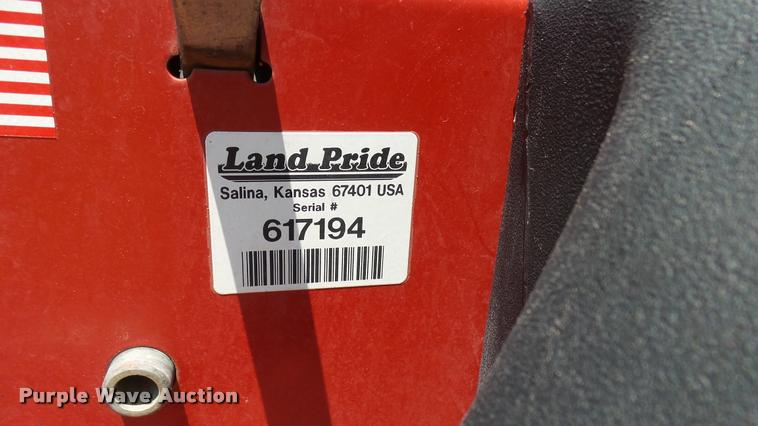 Land Pride
Salina, Kansas 67401 USA
Serial #
617194
Purple Wave Auction